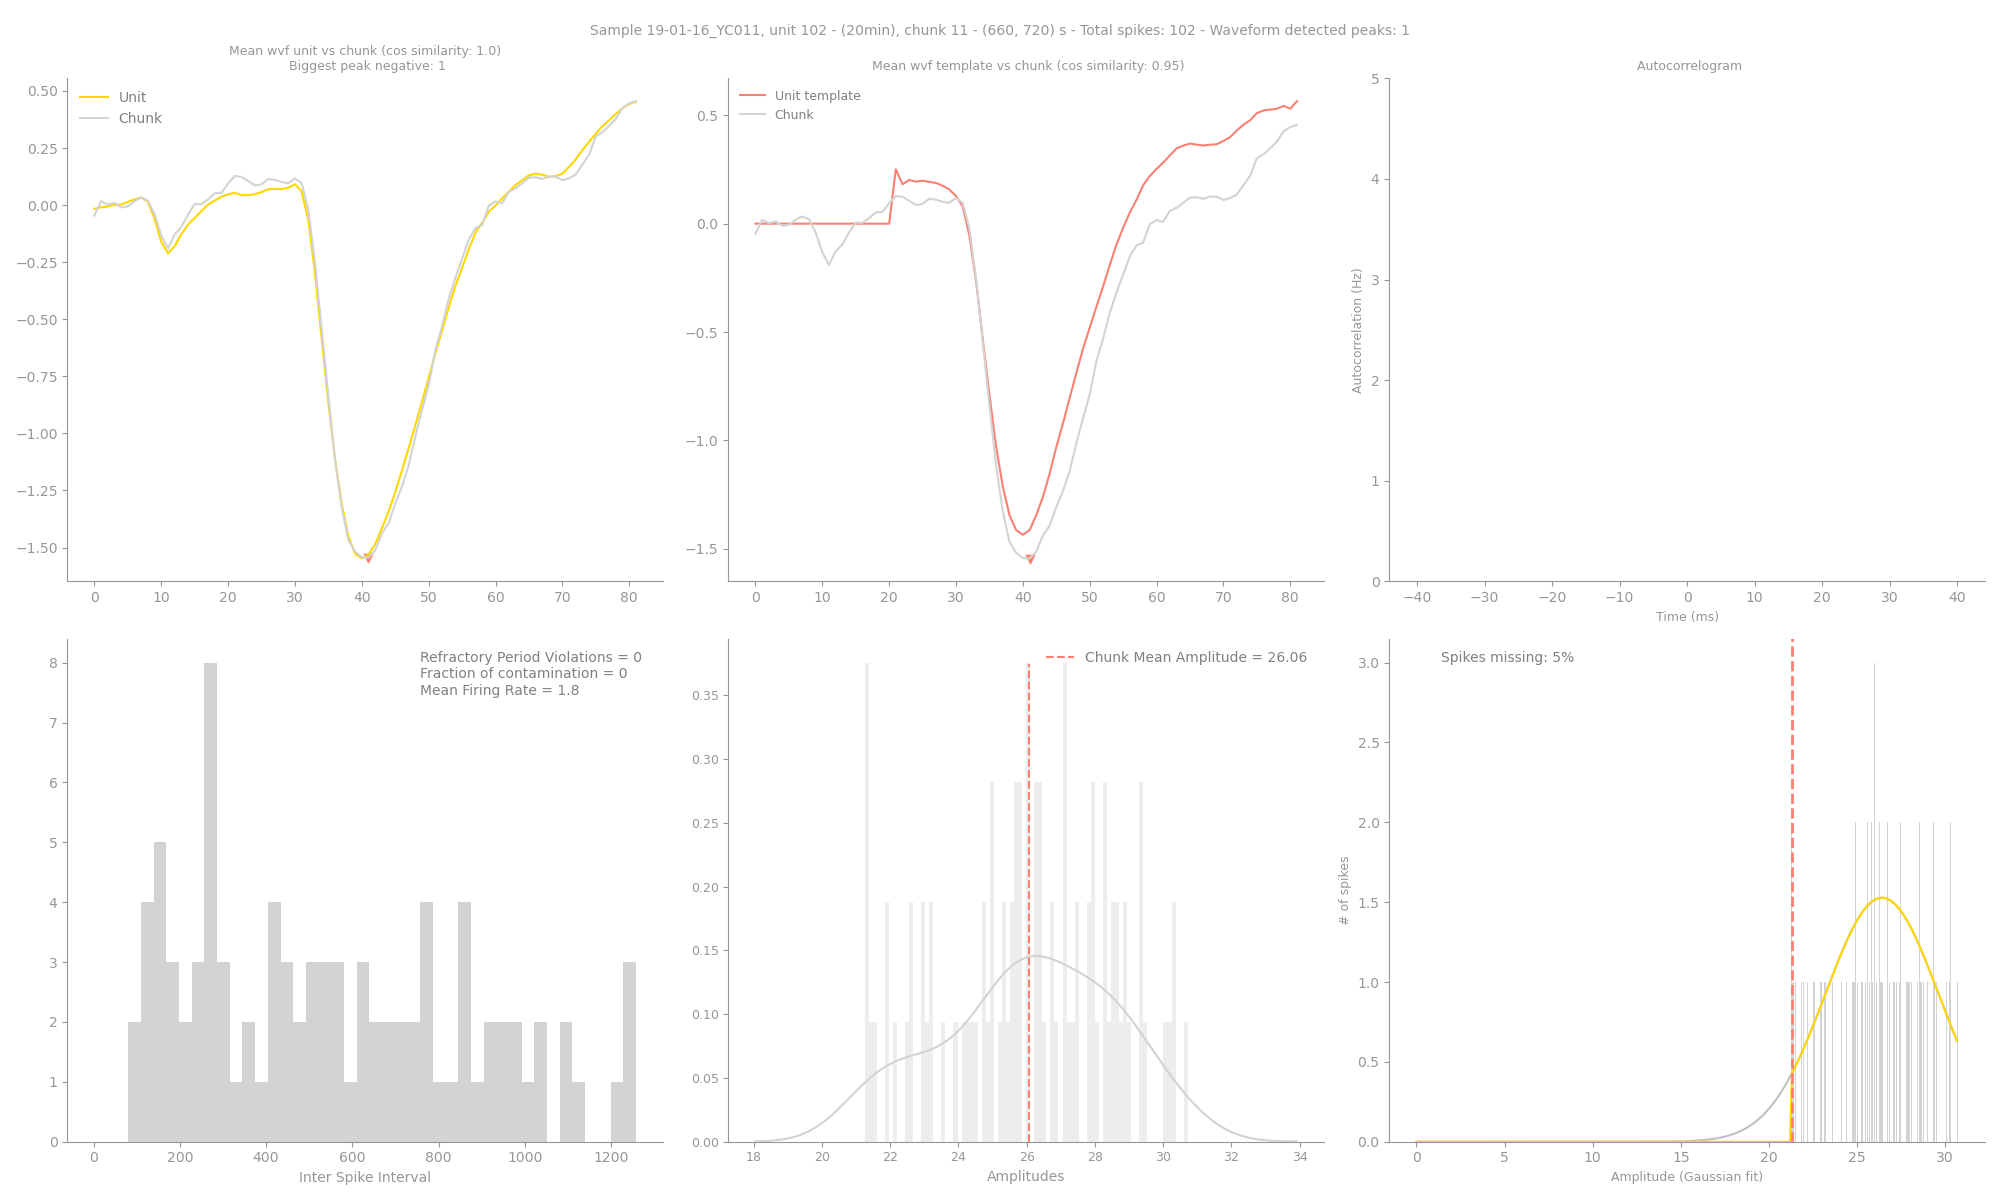 Sample 19-01-16_YC011, unit 102 - (20min), chunk 11 - (660, 720) s - Total spikes: 102 - Waveform detected peaks: 1
Mean wvf unit vs chunk (cos similarity: 1.0)
Biggest peak negative: 1
Unit
Chunk
0.50
0.25
0.00
−0.25
−0.50
−0.75
−1.00
−1.25
−1.50
0 10 20 30 40 50 60 70 80
Mean wvf template vs chunk (cos similarity: 0.95)
Unit template
Chunk
0.5
0.0
−0.5
−1.0
−1.5
0 10 20 30 40 50 60 70 80
Autocorrelogram
Autocorrelation (Hz)
5
4
3
2
1
0
−40 −30 −20 −10 0 10 20 30 40
Time (ms)
Refractory Period Violations = 0
Fraction of contamination = 0
Mean Firing Rate = 1.8
8
7
6
5
4
3
2
1
0
0 200 400 600 800 1000 1200
Inter Spike Interval
Chunk Mean Amplitude = 26.06
0.35
0.30
0.25
0.20
0.15
0.10
0.05
0.00
18 20 22 24 26 28 30 32 34
Amplitudes
Spikes missing: 5%
# of spikes
3.0
2.5
2.0
1.5
1.0
0.5
0.0
0 5 10 15 20 25 30
Amplitude (Gaussian fit)